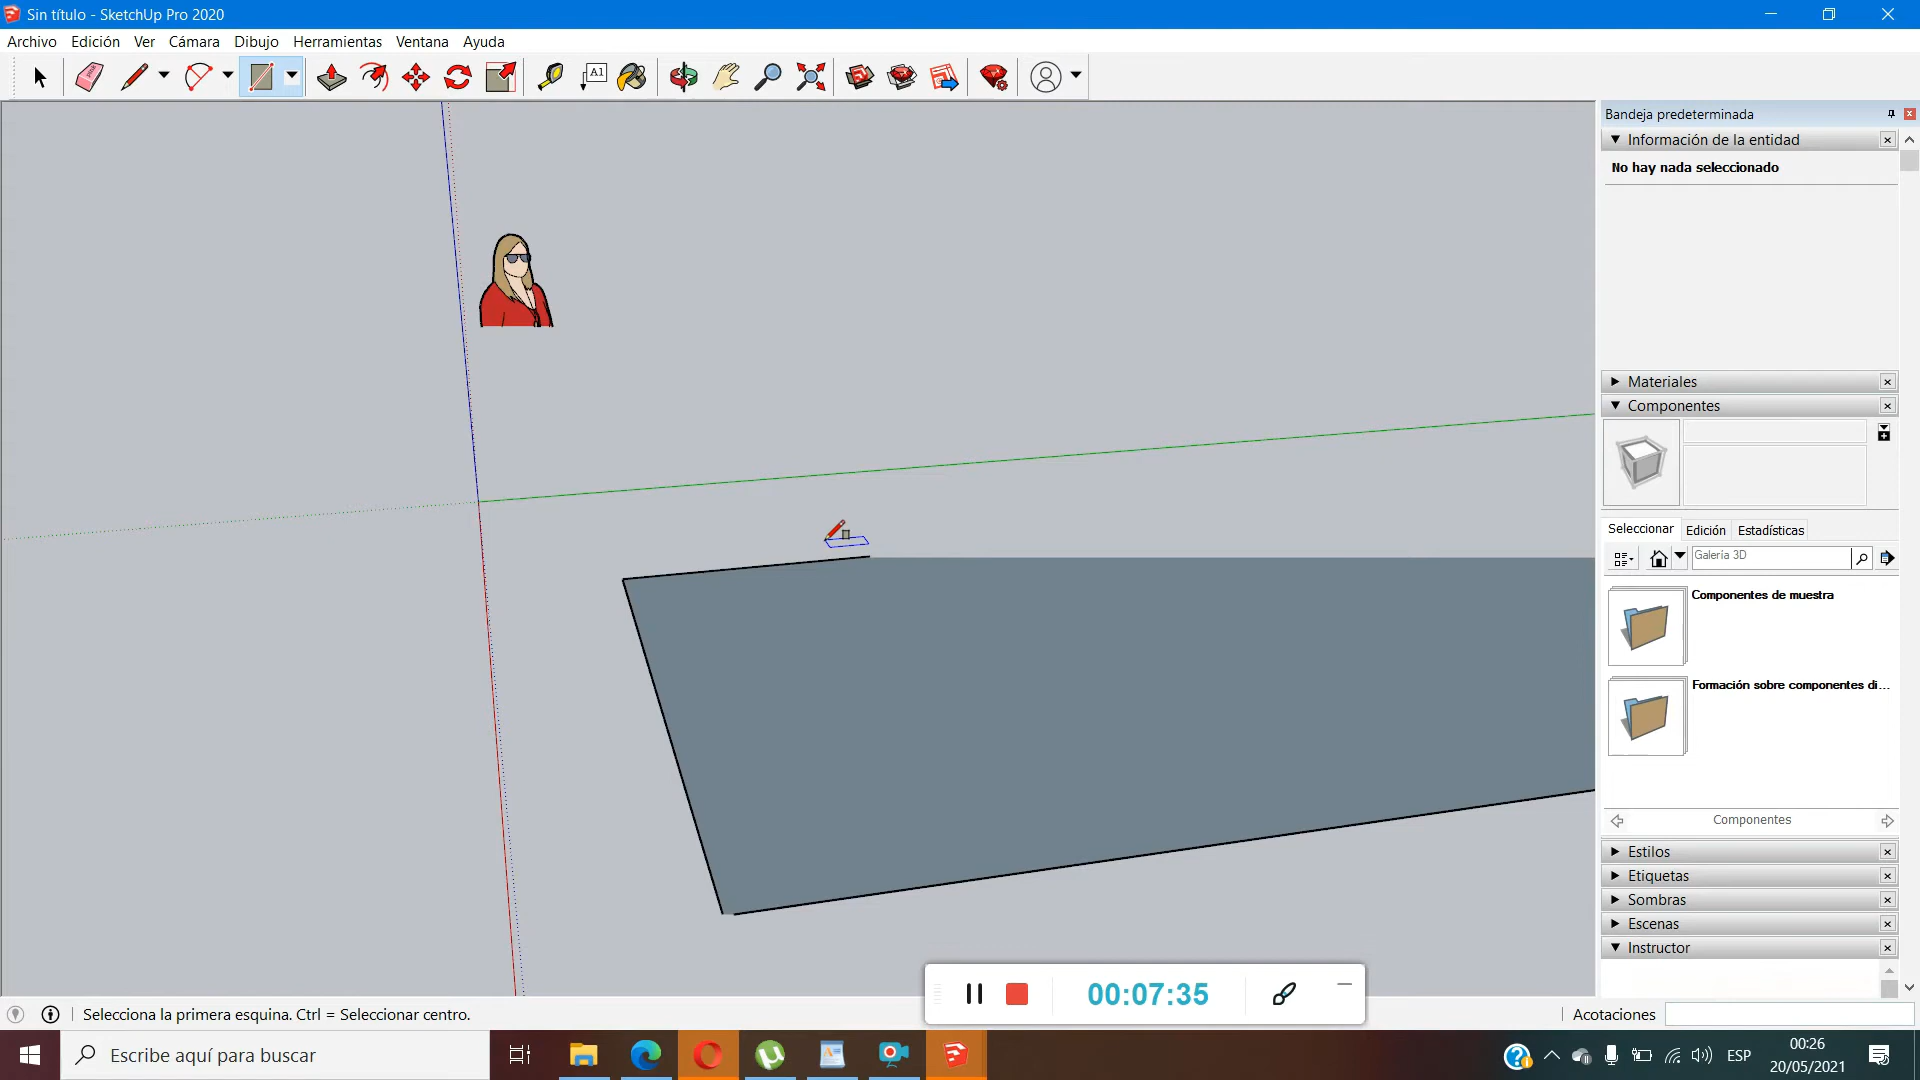 Sin título - SketchUp Pro 2020
Archivo Edición Ver Cámara Dibujo Herramientas Ventana Ayuda
A1
Bandeja predeterminada
Información de la entidad
No hay nada seleccionado
Materiales
Componentes
Seleccionar Edición Estadísticas
Galería 3D
Componentes de muestra
Formación sobre componentes di...
Componentes
Estilos
Etiquetas
Sombras
Escenas
Instructor
00:07:35
Selecciona la primera esquina. Ctrl = Seleccionar centro.
Acotaciones
Escribe aquí para buscar
ESP
00:26
20/05/2021